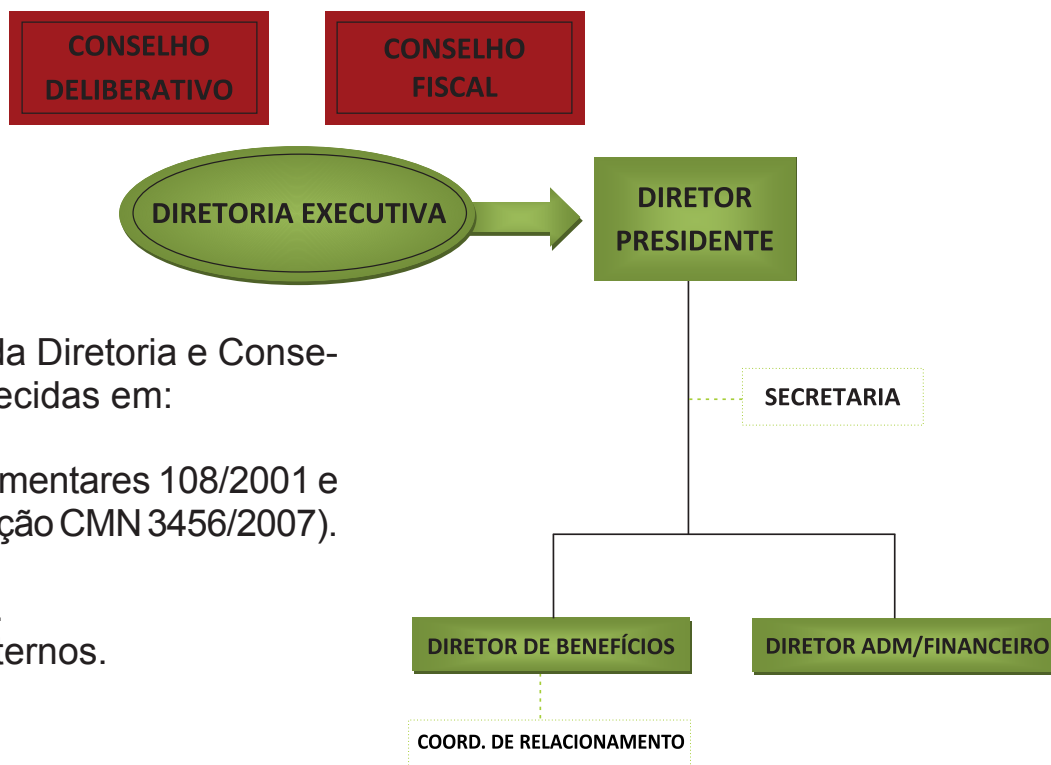 CONSELHO
DELIBERATIVO
CONSELHO
FISCAL
DIRETORIA EXECUTIVA
DIRETOR
PRESIDENTE
la Diretoria e Conse-
ecidas em:
mentares 108/2001 e
ção CMN 3456/2007).
ternos.
SECRETARIA
DIRETOR DE BENEFÍCIOS
DIRETOR ADM/FINANCEIRO
COORD. DE RELACIONAMENTO